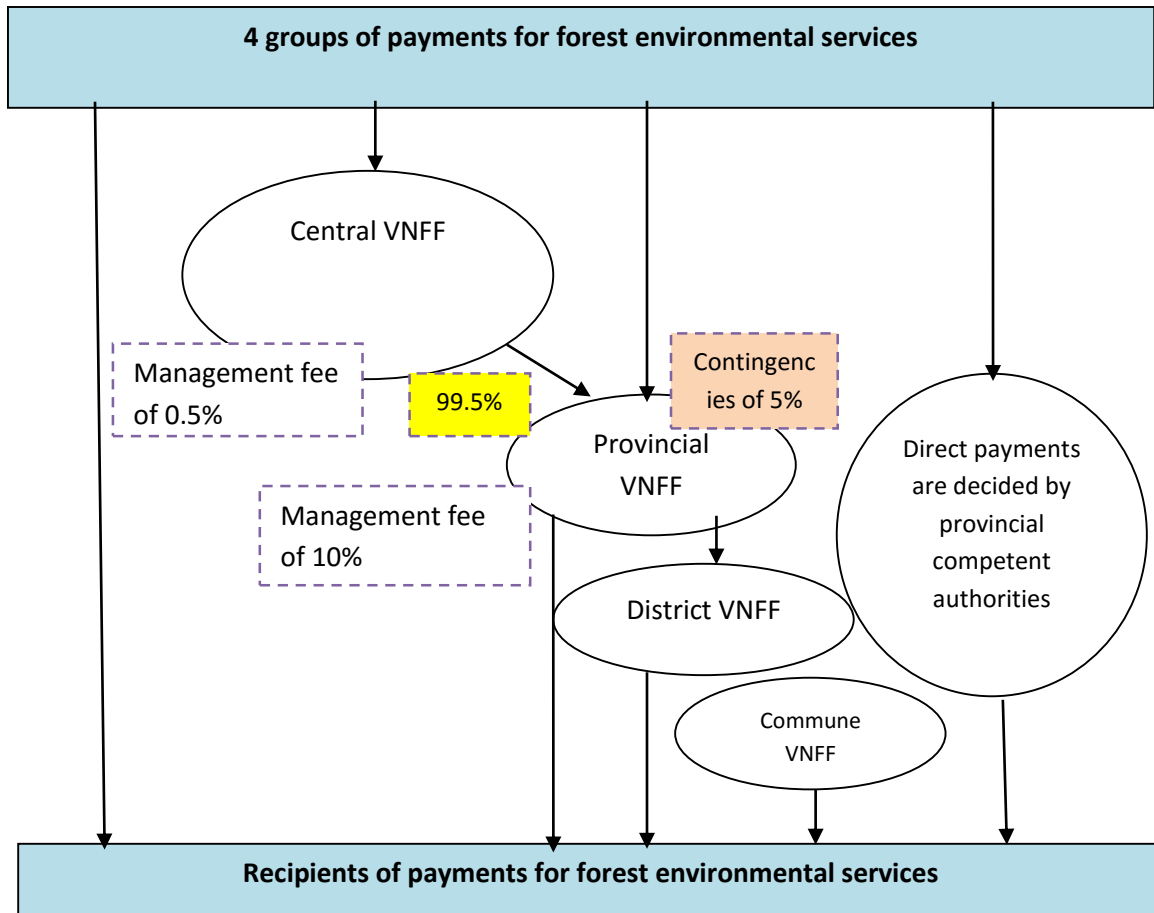 4 groups of payments for forest environmental services
Central VNFF
Management fee
of 0.5%
99.5%
Contingenc
ies of 5%
Provincial
VNFF
Direct payments
are decided by
provincial
competent
authorities
Management fee
of 10%
District VNFF
Commune
VNFF
Recipients of payments for forest environmental services